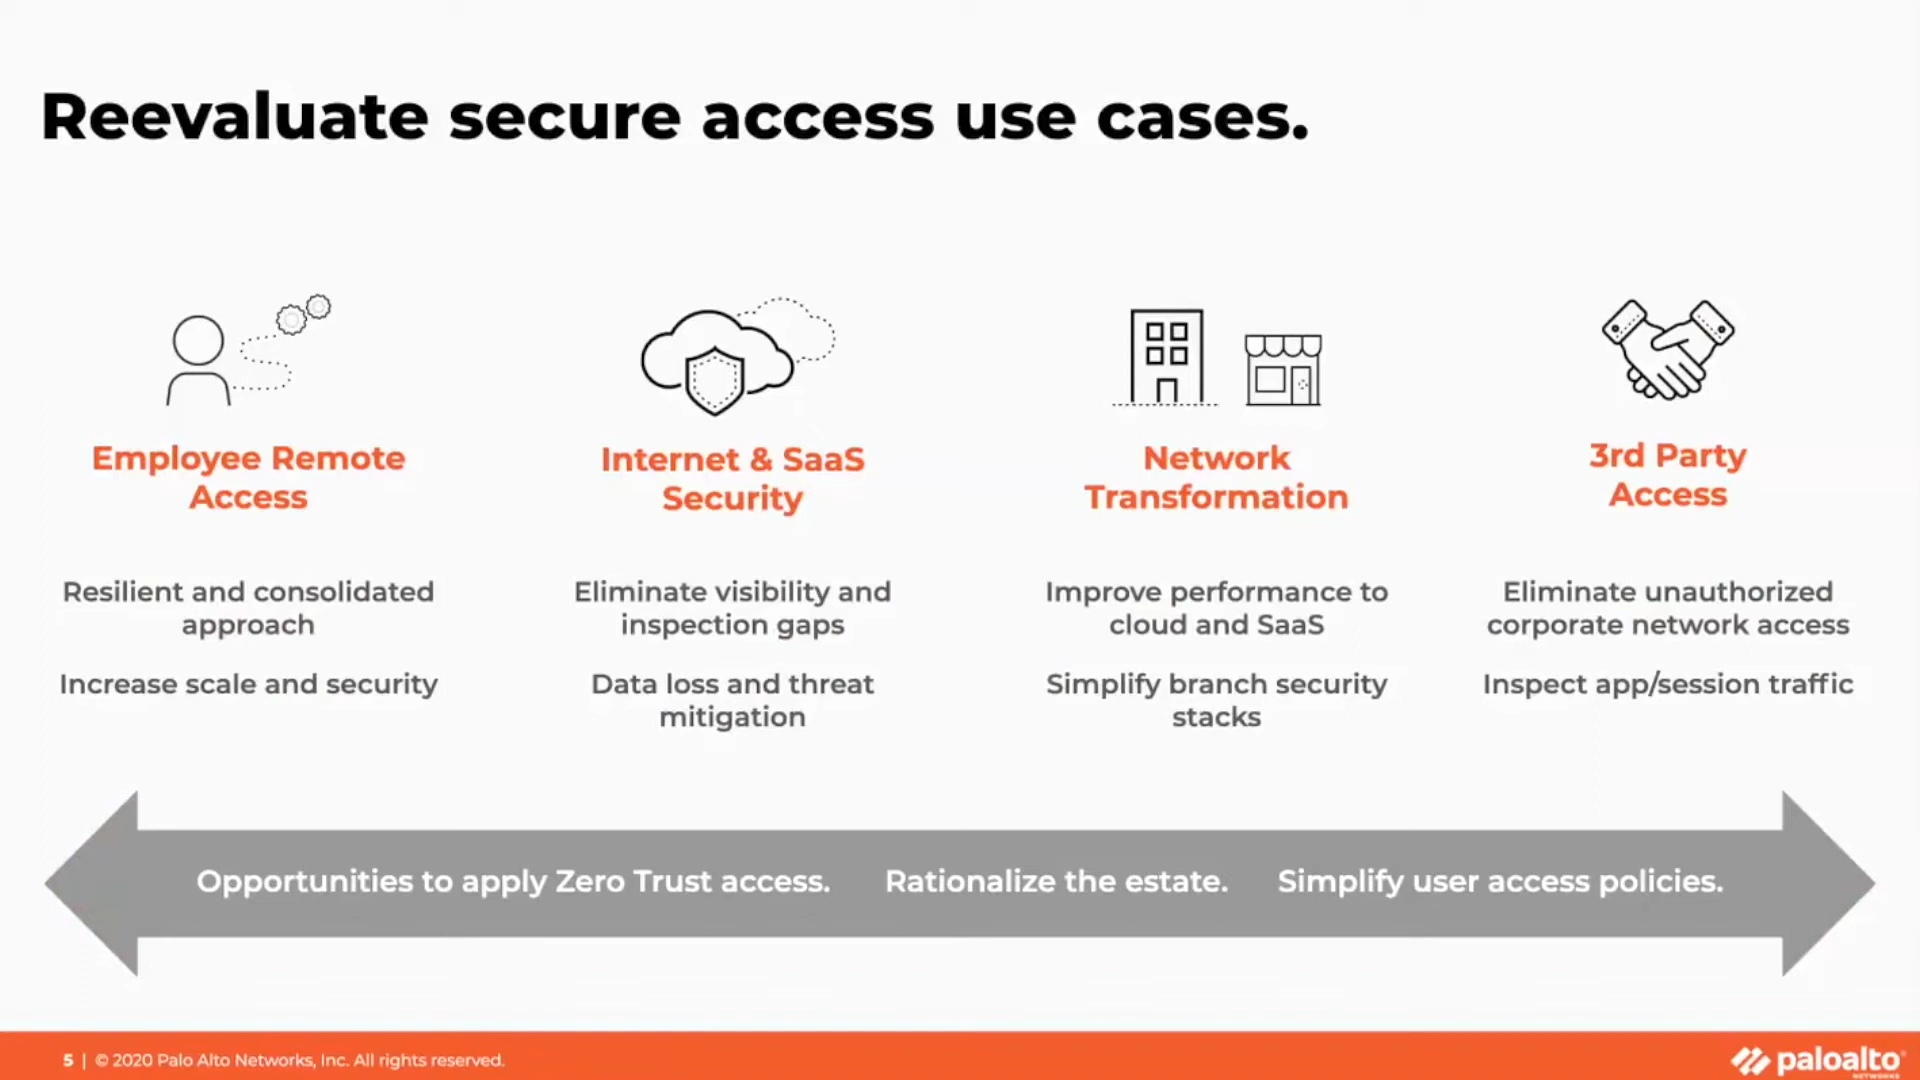 Reevaluate secure access use cases.
Employee Remote
Access
Resilient and consolidated
approach
Increase scale and security
Internet & SaaS
Security
Eliminate visibility and
inspection gaps
Data loss and threat
mitigation
Network
Transformation
Improve performance to
cloud and SaaS
Simplify branch security
stacks
3rd Party
Access
Eliminate unauthorized
corporate network access
Inspect app/session traffic
Opportunities to apply Zero Trust access. Rationalize the estate. Simplify user access policies.
5 | © 2020 Palo Alto Networks, Inc. All rights reserved.
paloalto
NETWORKS